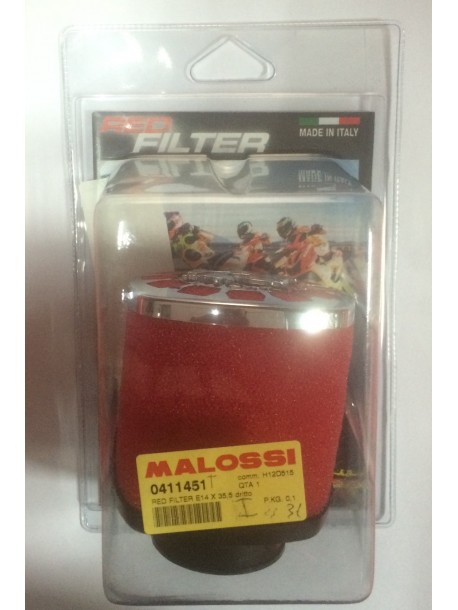 RED
FILTER
MADE IN ITALY
MALOSSI
0411451
comm. H12D515
QTA 1
RED FILTER E14 X 35,5 dritto
P.KG. 0,1